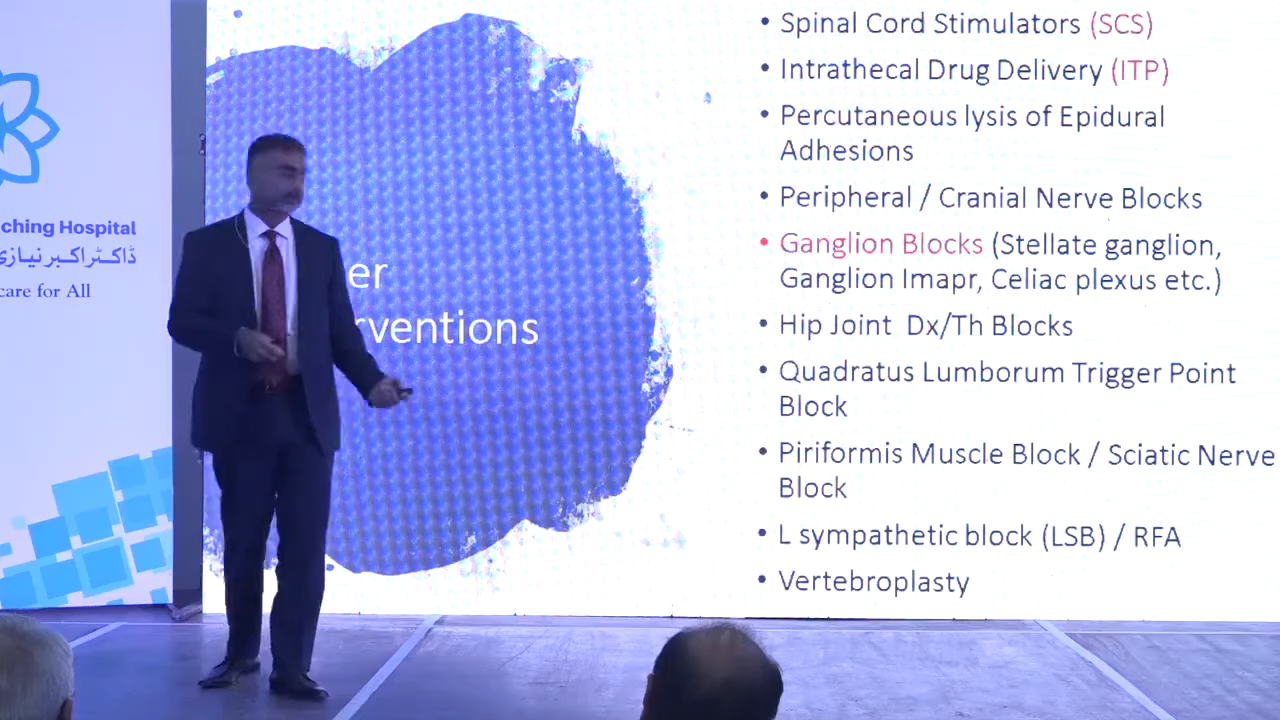 ching Hospital
ڈاکٹر اکبر نیازی
care for All
er
rventions
• Spinal Cord Stimulators (SCS)
• Intrathecal Drug Delivery (ITP)
• Percutaneous lysis of Epidural
Adhesions
• Peripheral / Cranial Nerve Blocks
• Ganglion Blocks (Stellate ganglion,
Ganglion Imapr, Celiac plexus etc.)
• Hip Joint Dx/Th Blocks
• Quadratus Lumborum Trigger Point
Block
• Piriformis Muscle Block / Sciatic Nerve
Block
• L sympathetic block (LSB) / RFA
• Vertebroplasty